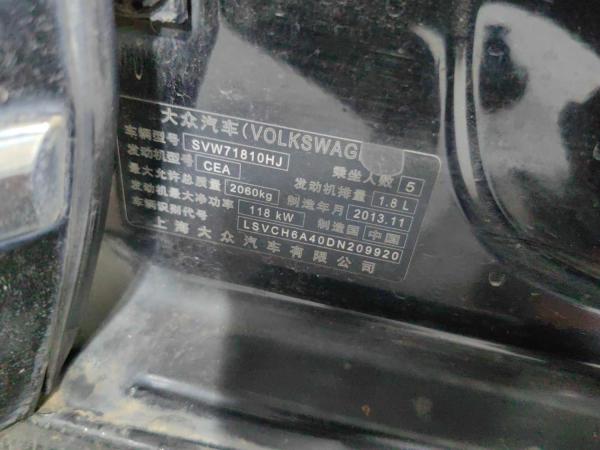 大众汽车(VOLKSWAG
车辆型号 SVW71810HJ 乘坐人数 5
发动机型号 CEA 发动机排量 1.8 L
最大允许总质量 2060kg 制造年月 2013.11
发动机最大净功率 118 kW 制造国 中国
车辆识别代号 LSVCH6A40DN209920
上海大众汽车有限公司